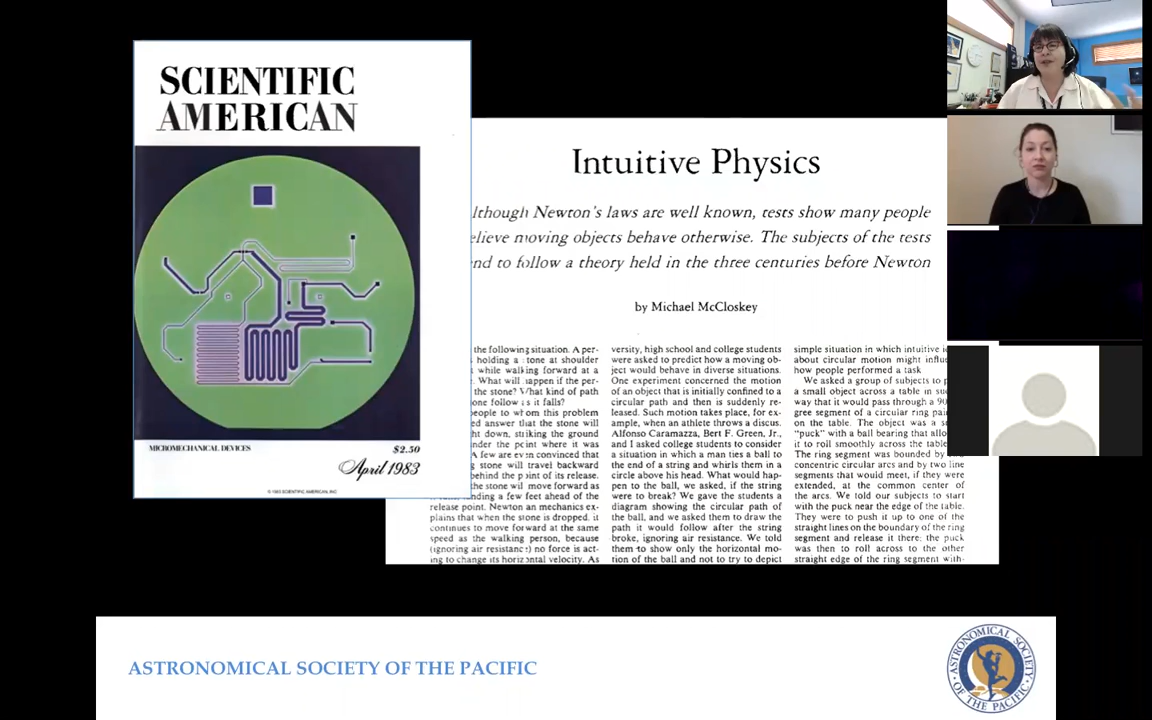 SCIENTIFIC
AMERICAN
MICROMECHANICAL DEVICES
$2.50
April 1983
© 1983 SCIENTIFIC AMERICAN, INC
Intuitive Physics
lthough Newton's laws are well known, tests show many people
elieve moving objects behave otherwise. The subjects of the tests
nd to follow a theory held in the three centuries before Newton
by Michael McCloskey
the following situation. A per-
holding a stone at shoulder
while walking forward at a
What will happen if the per-
the stone? What kind of path
one follow as it falls?
people to whom this problem
ed answer that the stone will
ht down, striking the ground
nder the point where it was
A few are even convinced that
stone will travel backward
behind the point of its release.
the stone will move forward as
landing a few feet ahead of the
release point. Newtonian mechanics ex-
plains that when the stone is dropped, it
continues to move forward at the same
speed as the walking person, because
(ignoring air resistance) no force is act-
ing to change its horizontal velocity. As
versity, high school and college students
were asked to predict how a moving ob-
ject would behave in diverse situations.
One experiment concerned the motion
of an object that is initially confined to a
circular path and then is suddenly re-
leased. Such motion takes place, for ex-
ample, when an athlete throws a discus.
Alfonso Caramazza, Bert F. Green, Jr.,
and I asked college students to consider
a situation in which a man ties a ball to
the end of a string and whirls them in a
circle above his head. What would hap-
pen to the ball, we asked, if the string
were to break? We gave the students a
diagram showing the circular path of
the ball, and we asked them to draw the
path it would follow after the string
broke, ignoring air resistance. We told
them to show only the horizontal mo-
tion of the ball and not to try to depict
simple situation in which intuitive
about circular motion might influ
how people performed a task
We asked a group of subjects to
a small object across a table in su
way that it would pass through a 90
gree segment of a circular ring pai
on the table. The object was a
"puck" with a ball bearing that allo
it to roll smoothly across the table
The ring segment was bounded by
concentric circular arcs and by two line
segments that would meet, if they were
extended, at the common center of
the arcs. We told our subjects to start
with the puck near the edge of the table.
They were to push it up to one of the
straight lines on the boundary of the ring
segment and release it there; the puck
was then to roll across to the other
straight edge of the ring segment with-
ASTRONOMICAL SOCIETY OF THE PACIFIC
ASTRONOMICAL SOCIETY
OF THE PACIFIC